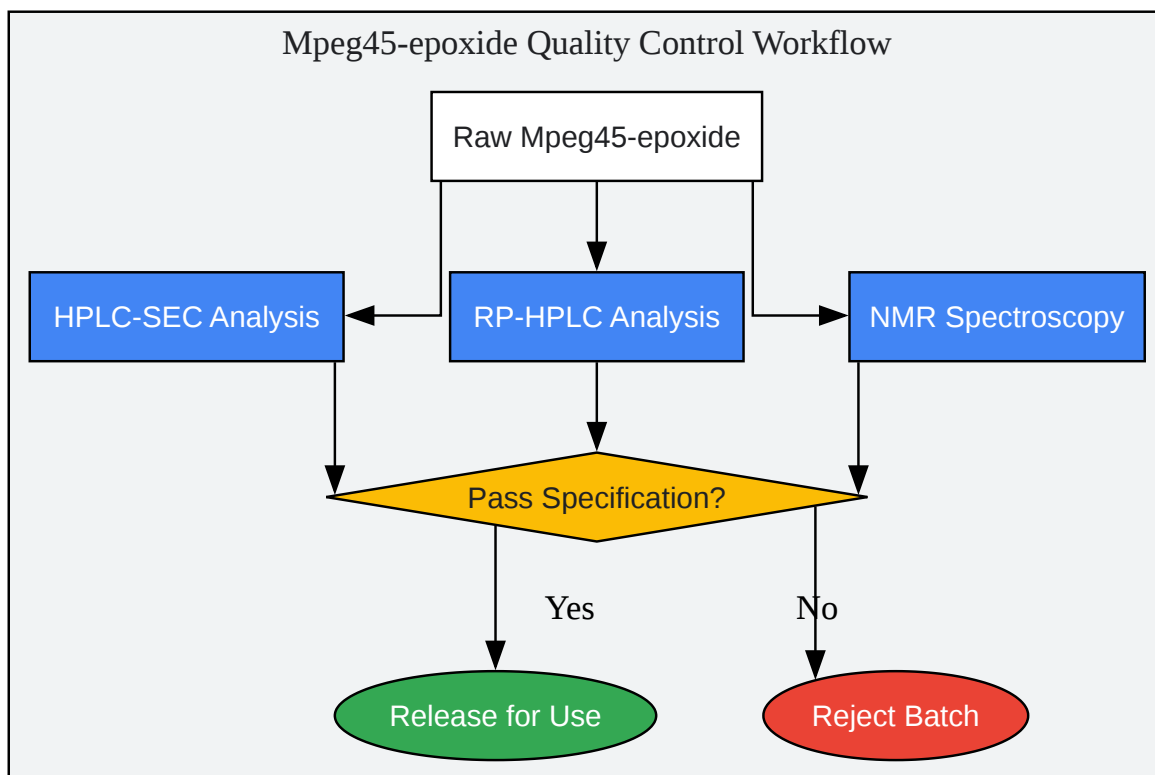 Mpeg45-epoxide Quality Control Workflow
Raw Mpeg45-epoxide
HPLC-SEC Analysis
RP-HPLC Analysis
NMR Spectroscopy
Pass Specification?
Yes
No
Release for Use
Reject Batch